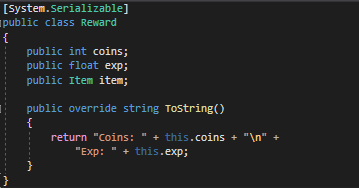 [System.Serializable]
public class Reward
{
    public int coins;
    public float exp;
    public Item item;

    public override string ToString()
    {
        return "Coins: " + this.coins + "\n" +
            "Exp: " + this.exp;
    }
}